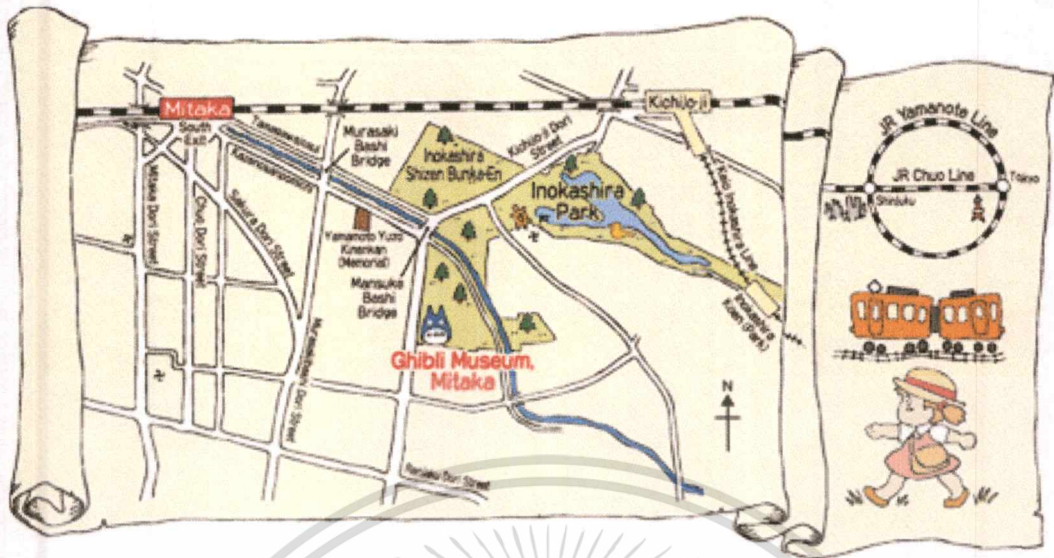 Mitaka
South
Exit
Tamagawajosui
Murasaki
Bashi
Bridge
Inokashira
Shizen Bunka-En
Kichijo-ji Dori
Street
Kichijo-ji
Keio Inokashira Line
Inokashira
Park
Mitaka Dori Street
Chuo Dori Street
Sakura Dori Street
Yamamoto Yuzo
Kinenkan
(Memorial)
Mansuke
Bashi
Bridge
Ghibli Museum,
Mitaka
Inokashira
Koen (Park)
N
JR Yamanote Line
JR Chuo Line
Shinjuku
Tokyo